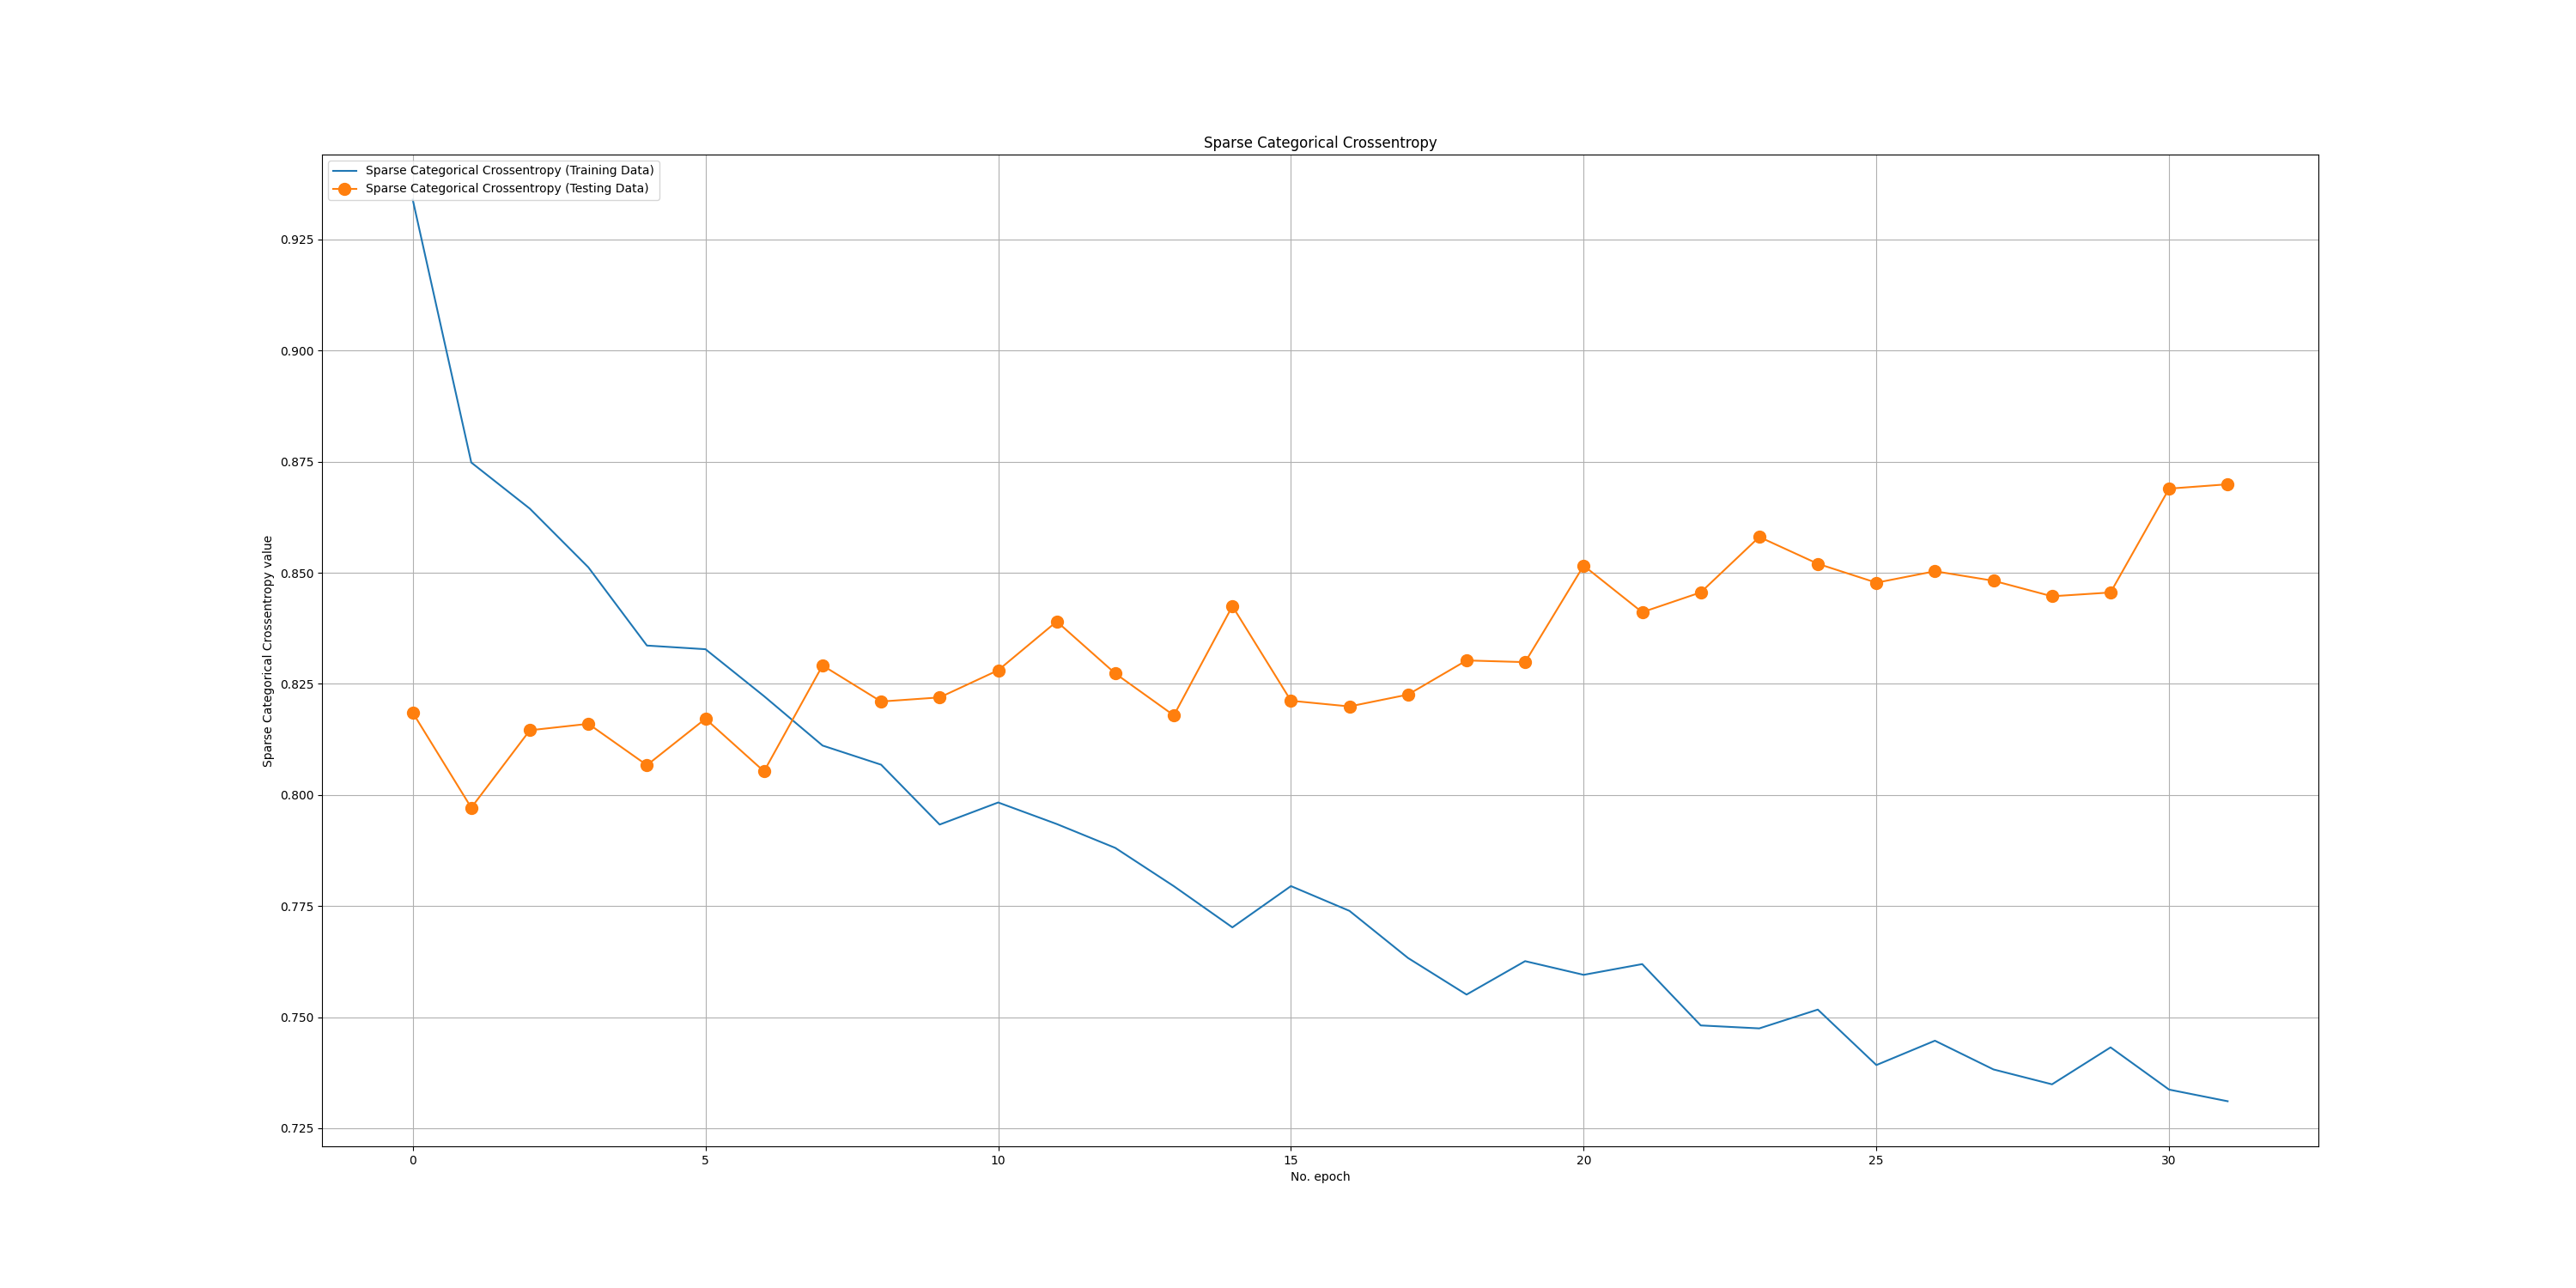 Sparse Categorical Crossentropy
Sparse Categorical Crossentropy (Training Data)
Sparse Categorical Crossentropy (Testing Data)
Sparse Categorical Crossentropy value
0.925
0.900
0.875
0.850
0.825
0.800
0.775
0.750
0.725
0 5 10 15 20 25 30
No. epoch